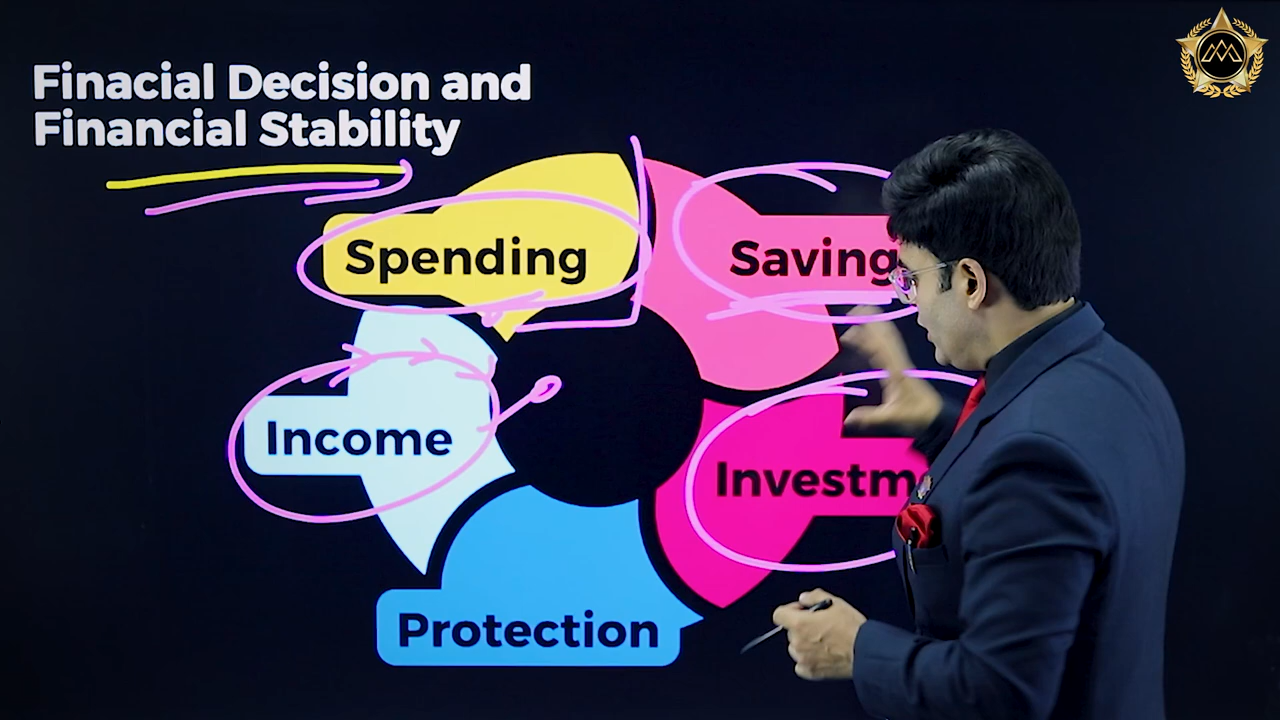 Finacial Decision and
Financial Stability
Spending
Saving
Income
Investm
Protection